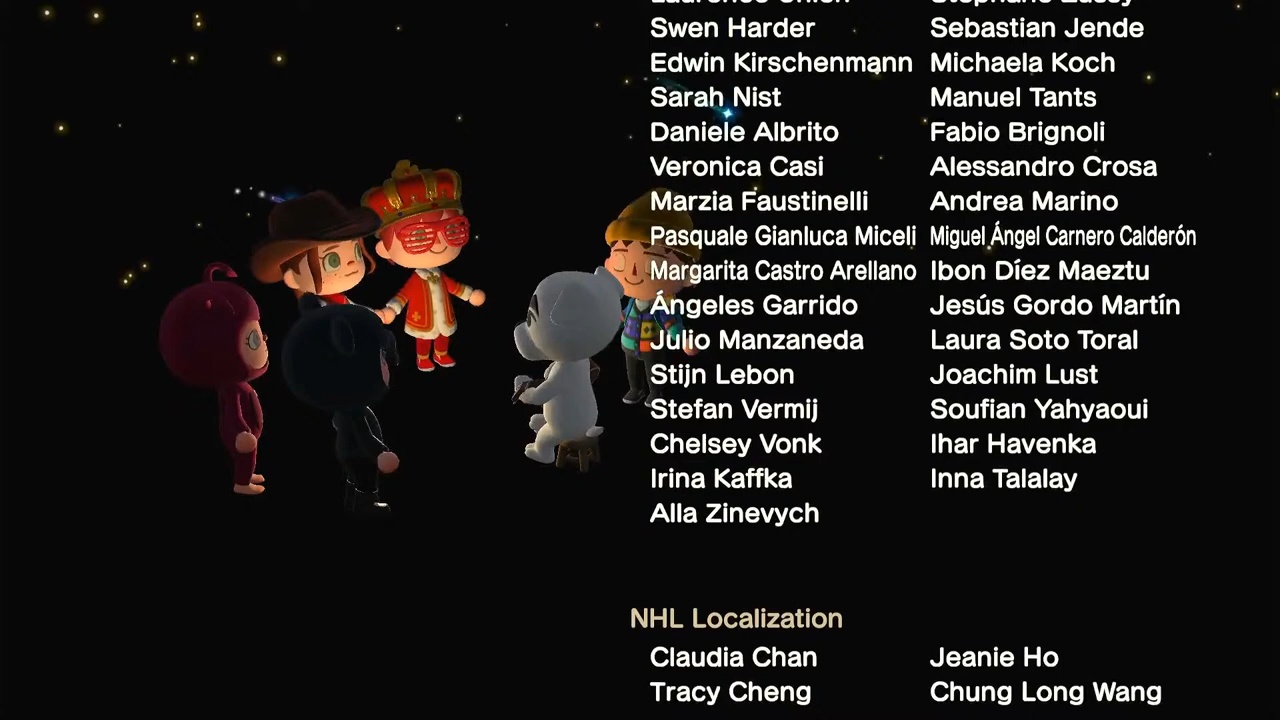 Swen Harder Sebastian Jende
Edwin Kirschenmann Michaela Koch
Sarah Nist Manuel Tants
Daniele Albrito Fabio Brignoli
Veronica Casi Alessandro Crosa
Marzia Faustinelli Andrea Marino
Pasquale Gianluca Miceli Miguel Ángel Carnero Calderón
Margarita Castro Arellano Ibon Díez Maeztu
Ángeles Garrido Jesús Gordo Martín
Julio Manzaneda Laura Soto Toral
Stijn Lebon Joachim Lust
Stefan Vermij Soufian Yahyaoui
Chelsey Vonk Ihar Havenka
Irina Kaffka Inna Talalay
Alla Zinevych
NHL Localization
Claudia Chan Jeanie Ho
Tracy Cheng Chung Long Wang